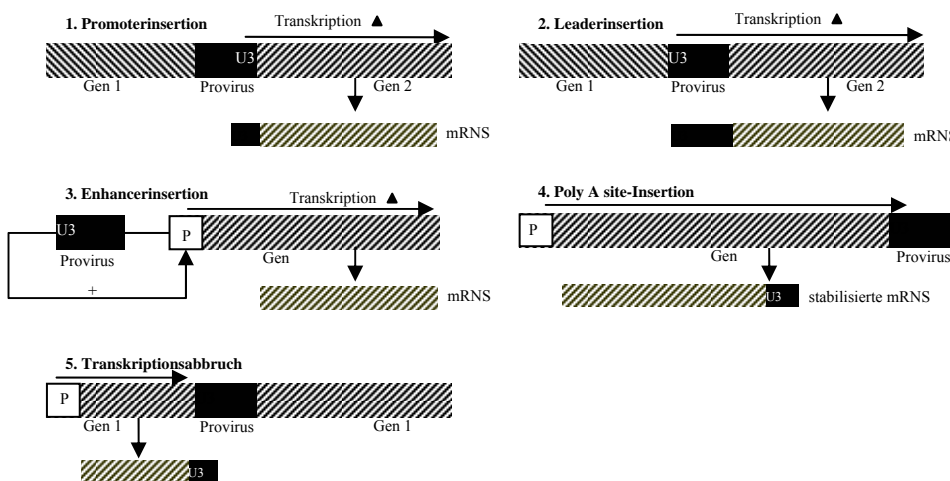 1. Promoterinsertion
Transkription ▲
U3
Gen 1
Provirus
Gen 2
mRNS
2. Leaderinsertion
Transkription ▲
U3
Gen 1
Provirus
Gen 2
mRNS
3. Enhancerinsertion
Transkription ▲
U3
P
Provirus
Gen
+
mRNS
4. Poly A site-Insertion
P
Gen
Provirus
U3
stabilisierte mRNS
5. Transkriptionsabbruch
P
Gen 1
Provirus
Gen 1
U3